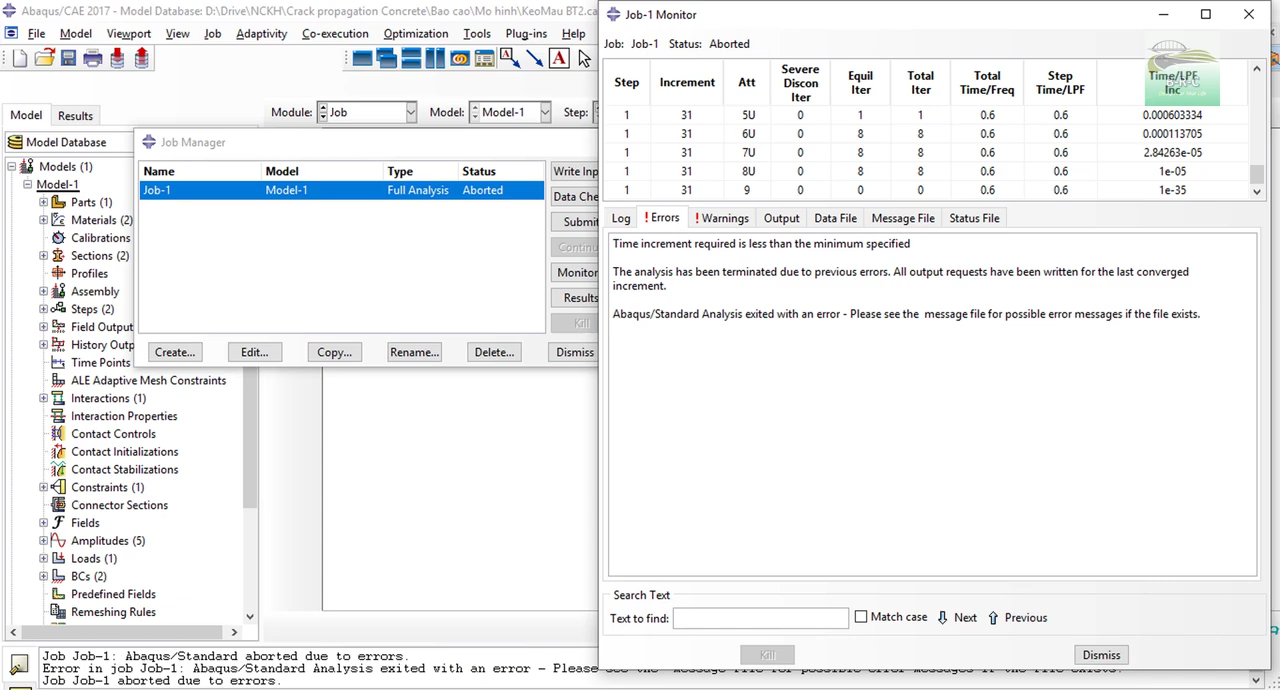 Abaqus/CAE 2017 - Model Database: D:\Drive\NCKH\Crack propagation Concrete\Bao cao\Mo hinh\KeoMau BT2.c
File Model Viewport View Job Adaptivity Co-execution Optimization Tools Plug-ins Help
Model Results
Module: Job Model: Model-1 Step:
Model Database
Models (1)
Model-1
Parts (1)
Materials (2)
Calibrations
Sections (2)
Profiles
Assembly
Steps (2)
Field Output
History Outp
Time Points
ALE Adaptive Mesh Constraints
Interactions (1)
Interaction Properties
Contact Controls
Contact Initializations
Contact Stabilizations
Constraints (1)
Connector Sections
Fields
Amplitudes (5)
Loads (1)
BCs (2)
Predefined Fields
Remeshing Rules
Job Manager
Name Model Type Status
Job-1 Model-1 Full Analysis Aborted
Write Inp
Data Che
Submit
Continu
Monitor
Results
Kill
Create... Edit... Copy... Rename... Delete... Dismiss
Job-1 Monitor
Job: Job-1 Status: Aborted
Step Increment Att Severe Discon Iter Equil Iter Total Iter Total Time/Freq Step Time/LPF Time/LPF Inc
1 31 5U 0 1 1 0.6 0.6 0.000603334
1 31 6U 0 8 8 0.6 0.6 0.000113705
1 31 7U 0 8 8 0.6 0.6 2.84263e-05
1 31 8U 0 8 8 0.6 0.6 1e-05
1 31 9 0 0 0 0.6 0.6 1e-35
Log ! Errors ! Warnings Output Data File Message File Status File
Time increment required is less than the minimum specified
The analysis has been terminated due to previous errors. All output requests have been written for the last converged
increment.
Abaqus/Standard Analysis exited with an error - Please see the message file for possible error messages if the file exists.
Search Text
Text to find: Match case Next Previous
Kill Dismiss
Job Job-1: Abaqus/Standard aborted due to errors.
Error in job Job-1: Abaqus/Standard Analysis exited with an error - Please see the message file for possible error messages if the file exists.
Job Job-1 aborted due to errors.